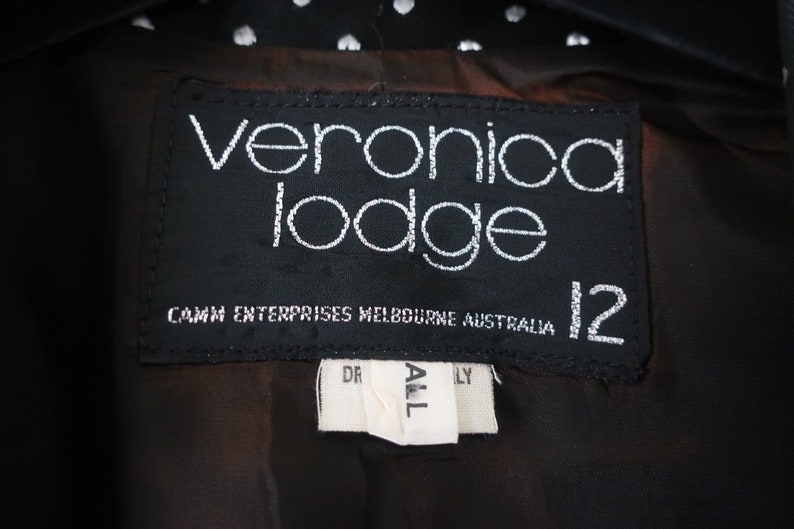 veronica
lodge
12
CAMM ENTERPRISES MELBOURNE AUSTRALIA
ALL